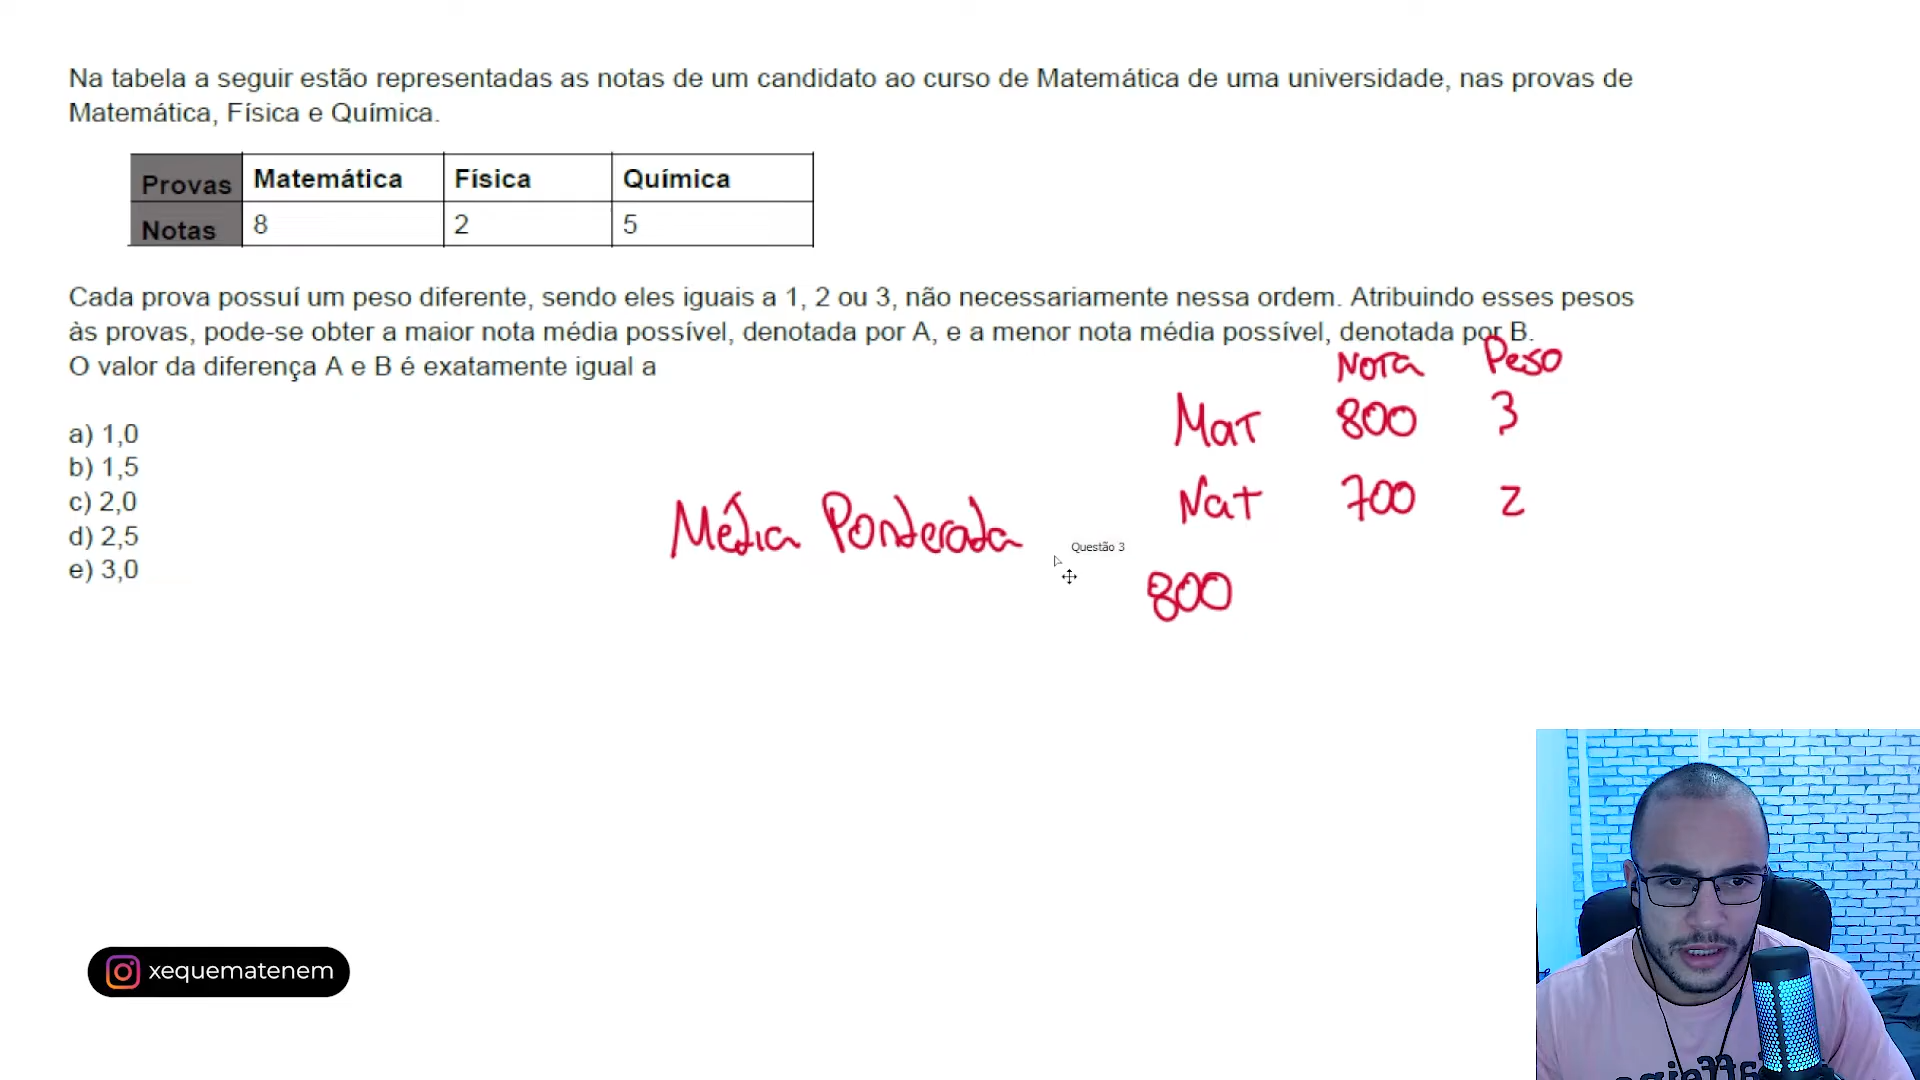 Na tabela a seguir estão representadas as notas de um candidato ao curso de Matemática de uma universidade, nas provas de
Matemática, Física e Química.
Provas Matemática Física Química
Notas 8 2 5
Cada prova possuí um peso diferente, sendo eles iguais a 1, 2 ou 3, não necessariamente nessa ordem. Atribuindo esses pesos
às provas, pode-se obter a maior nota média possível, denotada por A, e a menor nota média possível, denotada por B.
O valor da diferença A e B é exatamente igual a
a) 1,0
b) 1,5
c) 2,0
d) 2,5
e) 3,0
Nota Peso
Mat 800 3
Nat 700 2
Média Ponderada
Questão 3
800
xequematenem